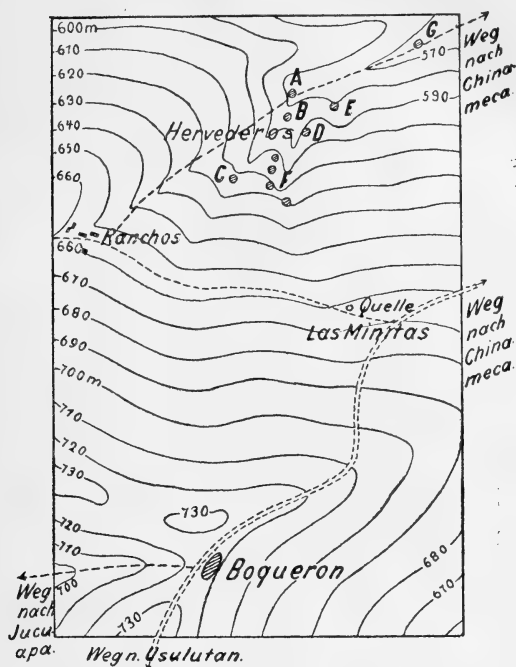 600m
610
620
630
640
650
660
660
670
680
690
700 m
710
720
730
720
710
700
730
730
680
670
570
590
G
A
B
E
D
C
F
Hervederos
Ranchos
Quelle
Las Minitas
Boqueron
Weg
nach
China-
meca.
Weg
nach
China-
meca.
Weg
nach
Jucu-
apa.
Weg n. Usulutan.